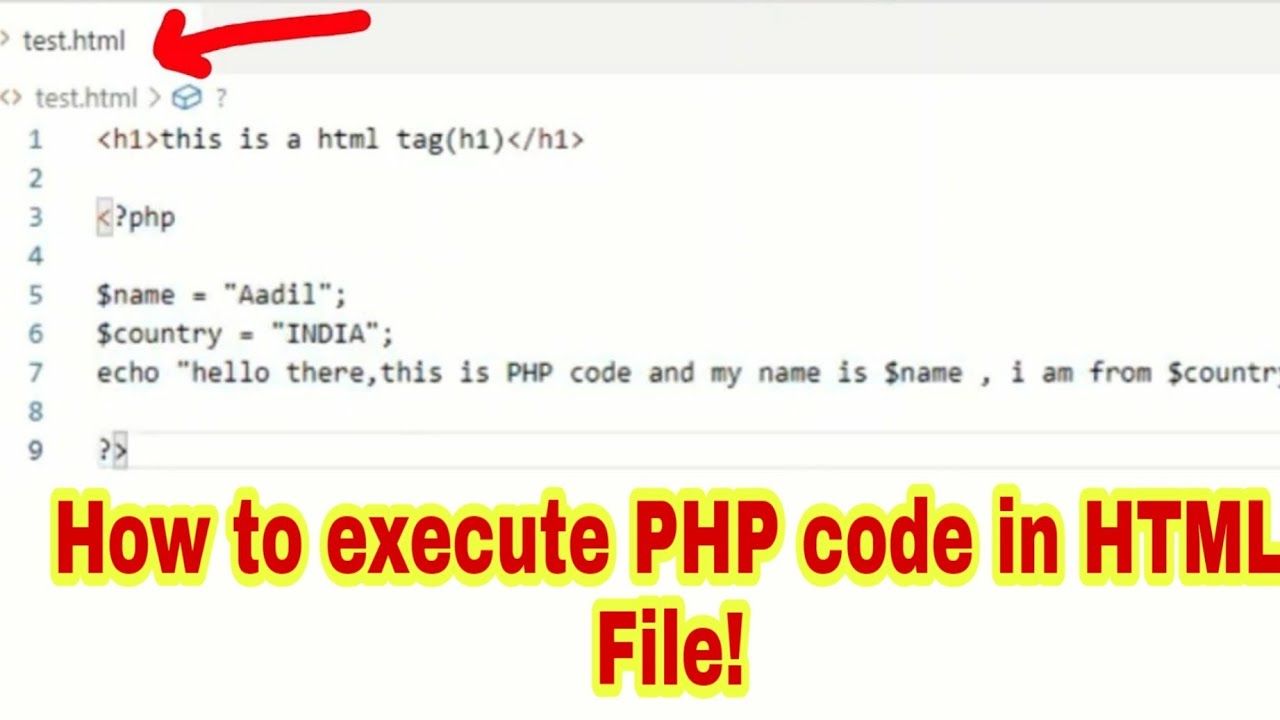 test.html
<> test.html > ?
1 <h1>this is a html tag(h1)</h1>
2
3 <?php
4
5 $name = "Aadil";
6 $country = "INDIA";
7 echo "hello there,this is PHP code and my name is $name , i am from $country
8
9 ?>
How to execute PHP code in HTML
File!